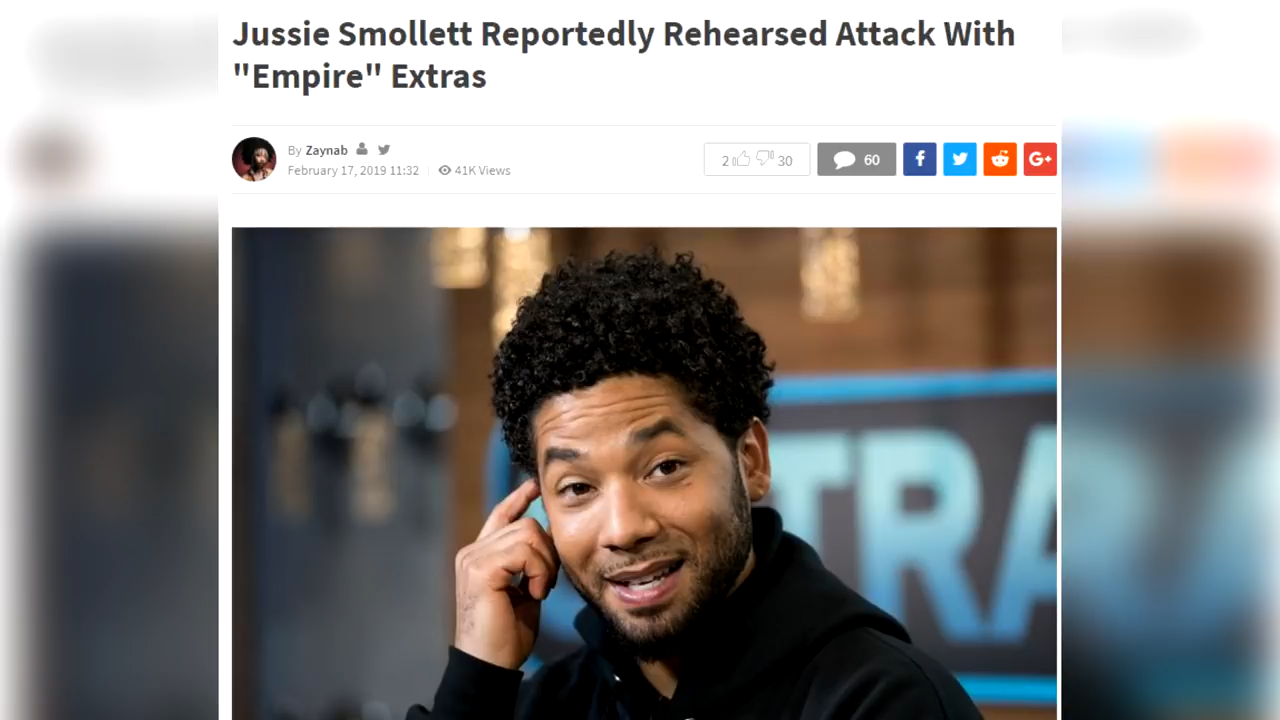 Jussie Smollett Reportedly Rehearsed Attack With
"Empire" Extras
By Zaynab
February 17, 2019 11:32 41K Views
2 30 60 f G+
TRA